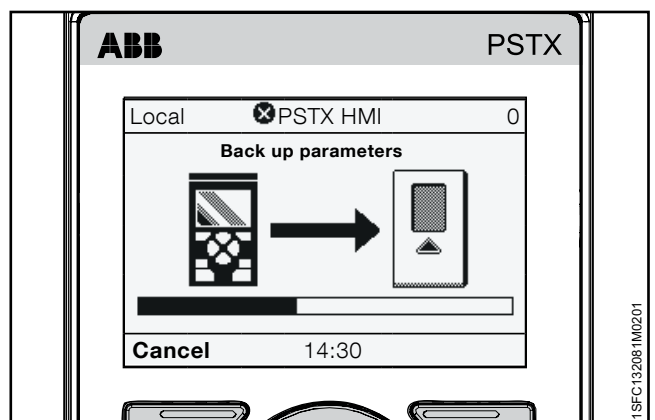 ABB PSTX
Local PSTX HMI 0
Back up parameters
Cancel 14:30
1SFC132081M0201